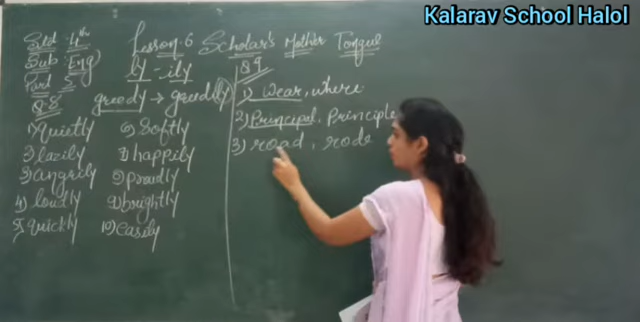 Kalarav School Halol
Std : 4th
Lesson : 6 Scholar's Mother Tongue
Sub : Eng
ly - ily
Part 5
Q.8
greedy → greedily
1) Quietly
6) Softly
2) lazily
7) happily
3) angrily
8) proudly
4) loudly
9) brightly
5) quickly
10) easily
Q.9
1) Wear, where
2) Principal, Principle
3) road, rode